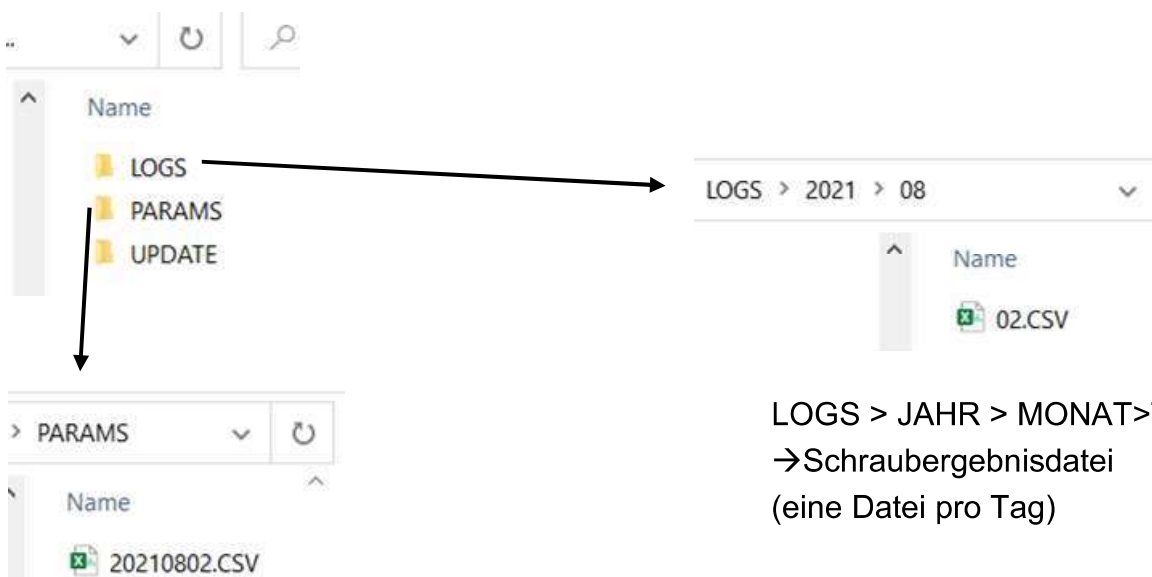 Name
LOGS
PARAMS
UPDATE
LOGS > 2021 > 08
Name
02.CSV
> PARAMS
Name
20210802.CSV
LOGS > JAHR > MONAT>
→Schraubergebnisdatei
(eine Datei pro Tag)